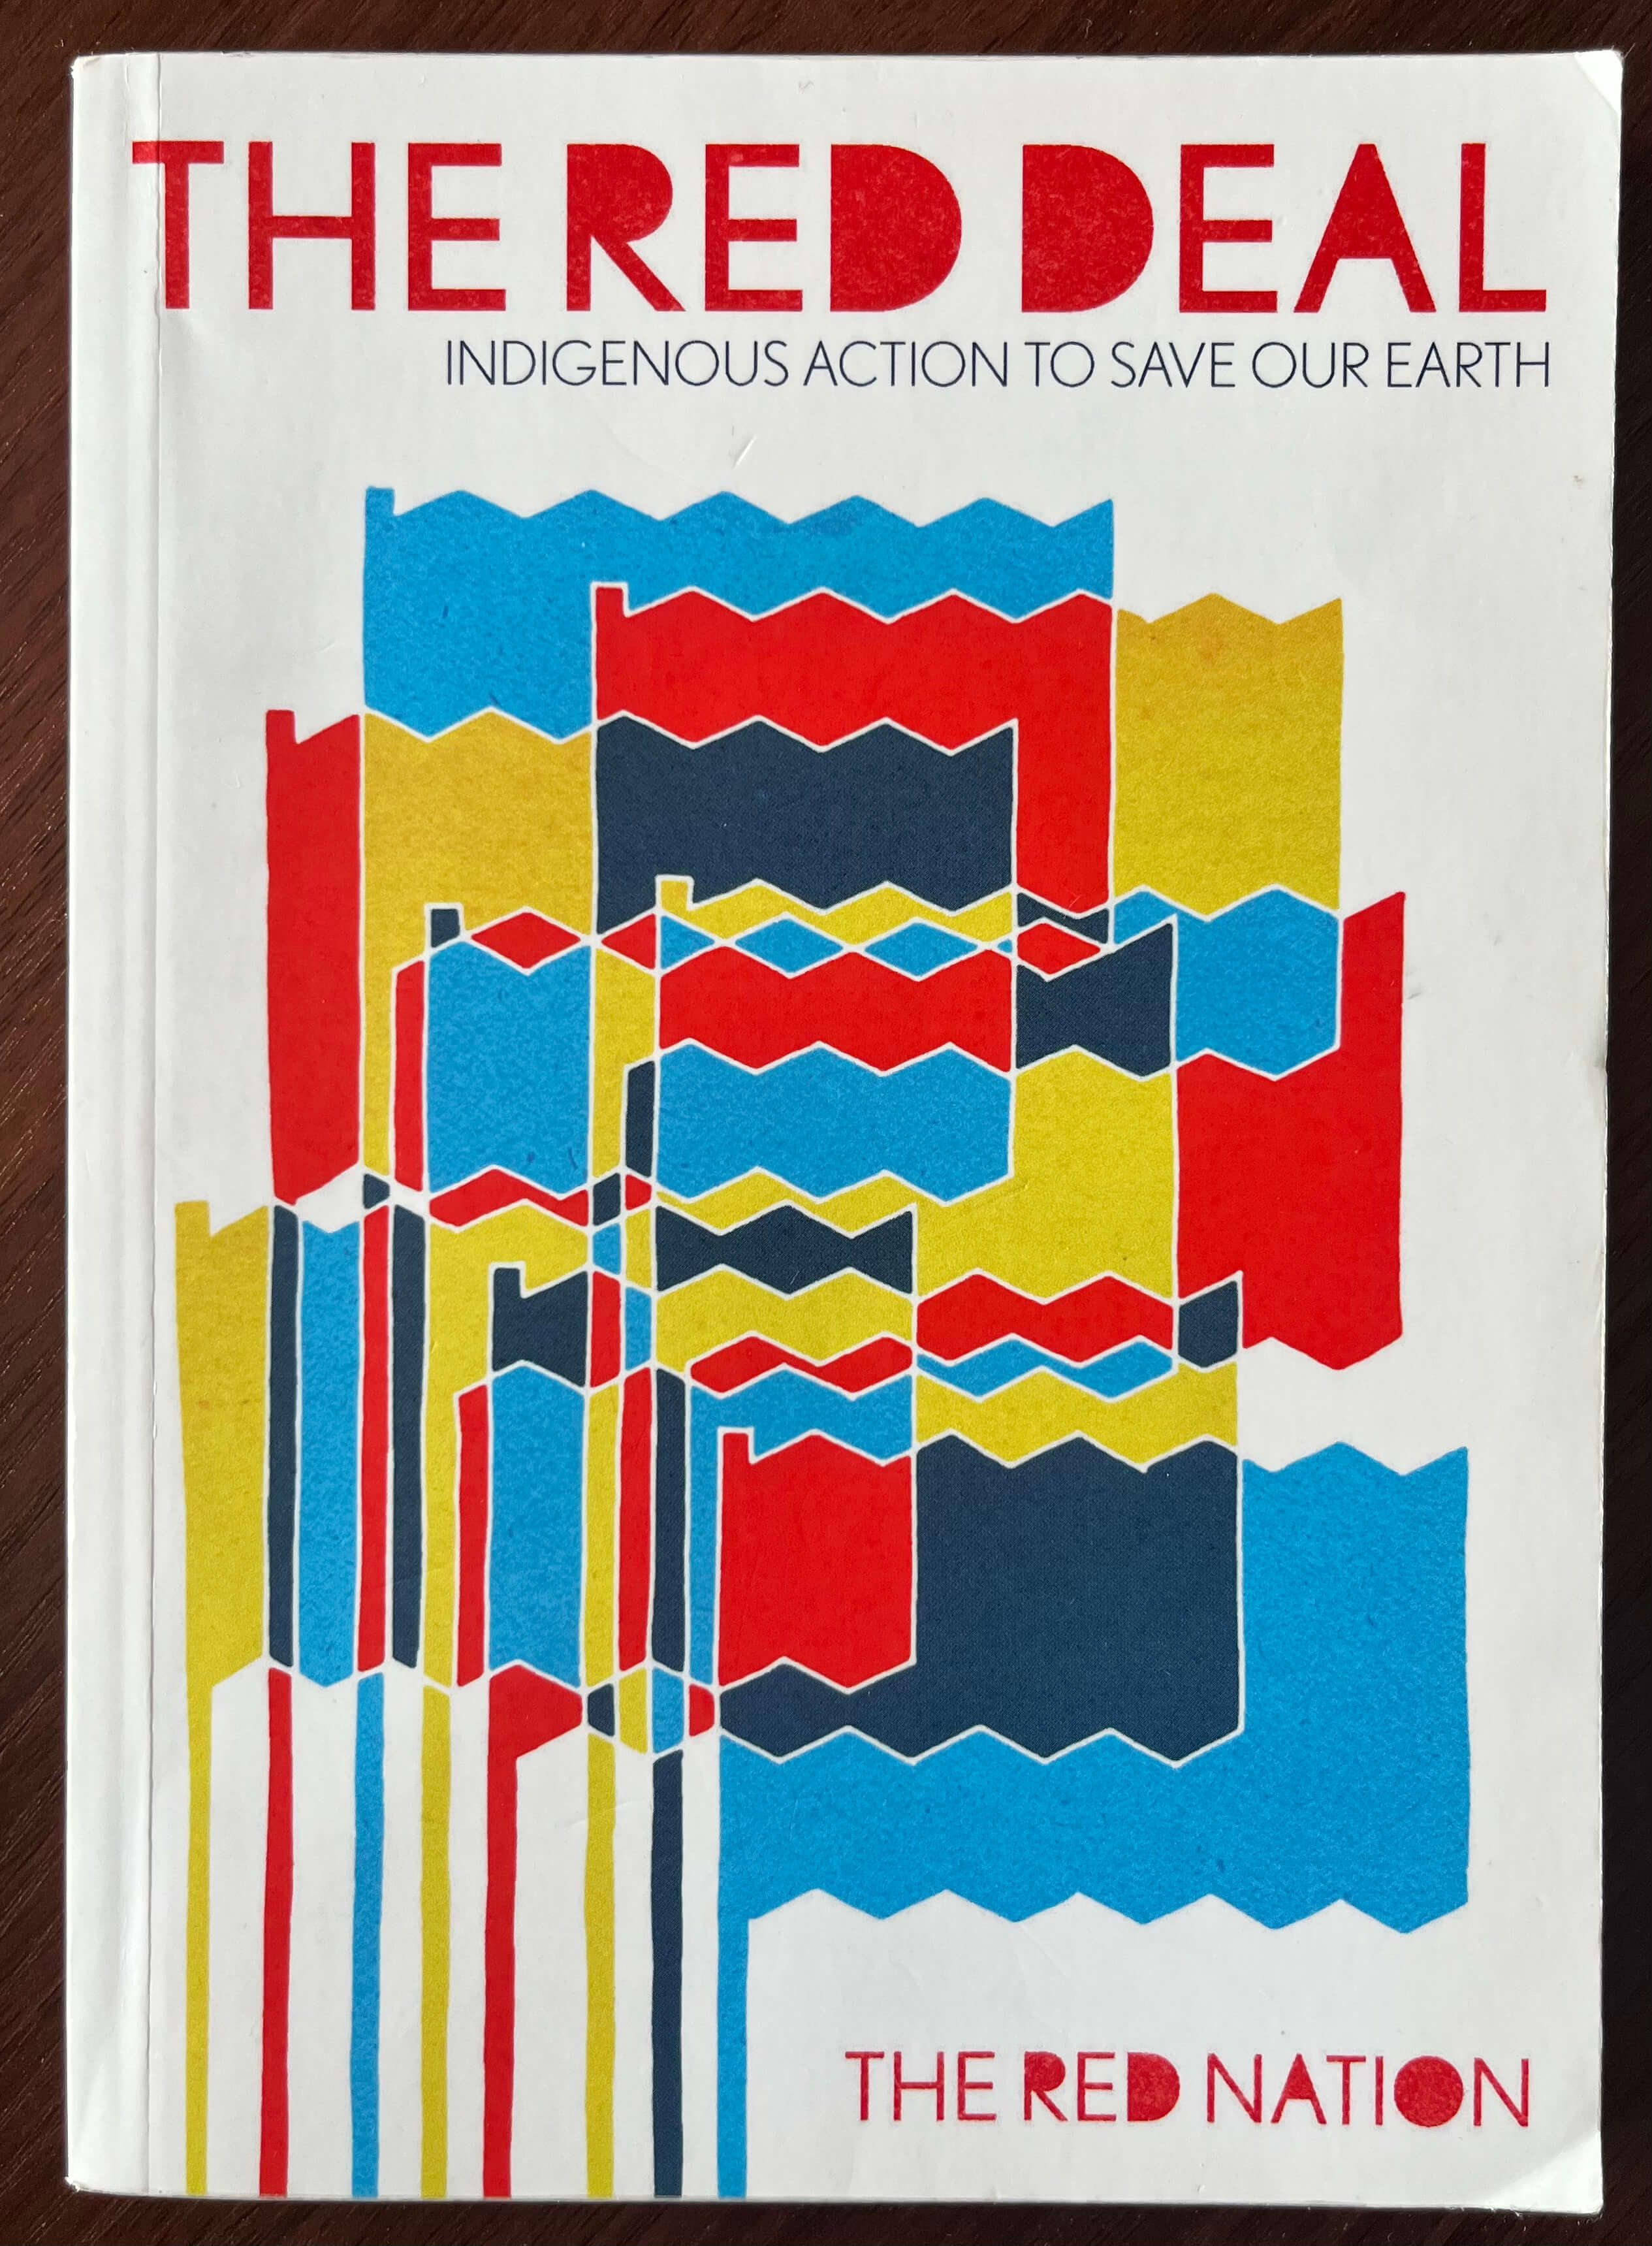 THE RED DEAL
INDIGENOUS ACTION TO SAVE OUR EARTH
THE RED NATION